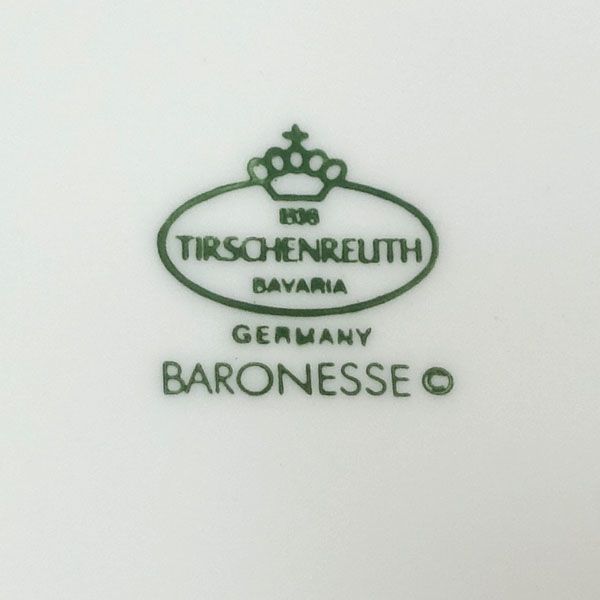 1838
TIRSCHENREUTH
BAVARIA
GERMANY
BARONESSE ©